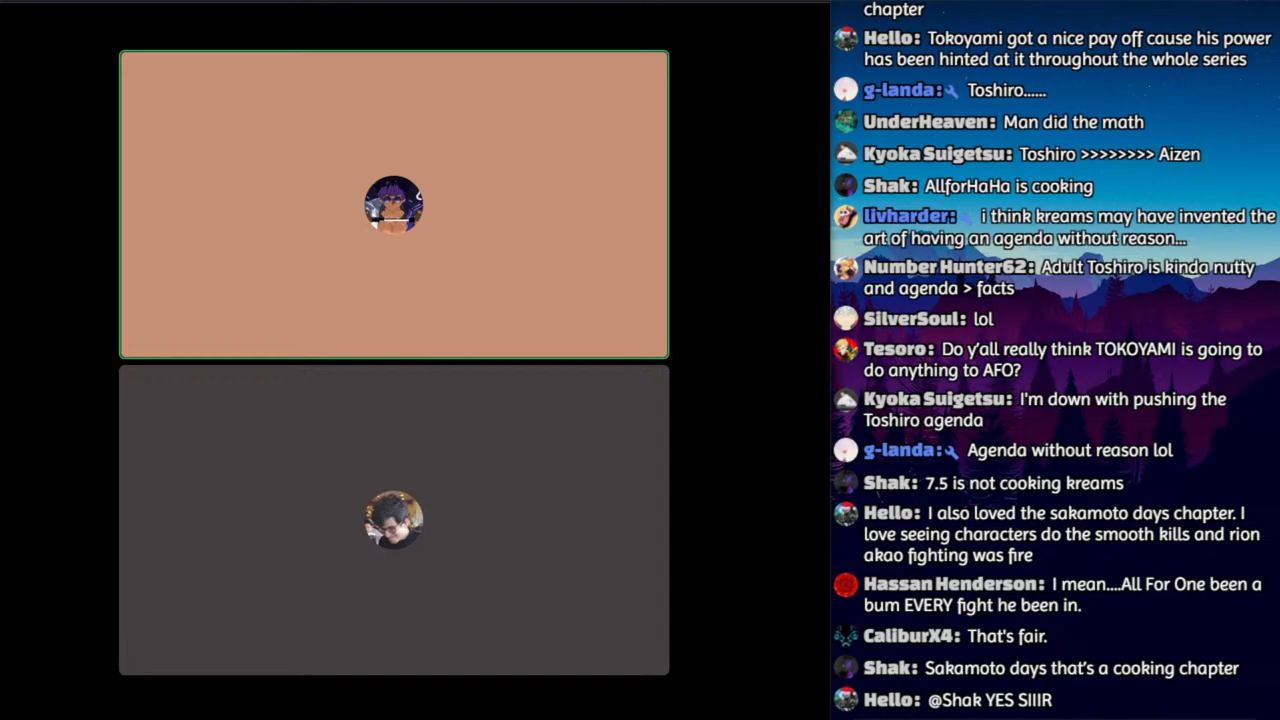 chapter
Hello: Tokoyami got a nice pay off cause his power
has been hinted at it throughout the whole series
g-landa: Toshiro......
UnderHeaven: Man did the math
Kyoka Suigetsu: Toshiro >>>>>>>> Aizen
Shak: AllforHaHa is cooking
livharder: i think kreams may have invented the
art of having an agenda without reason...
Number Hunter62: Adult Toshiro is kinda nutty
and agenda > facts
SilverSoul: lol
Tesoro: Do y'all really think TOKOYAMI is going to
do anything to AFO?
Kyoka Suigetsu: I'm down with pushing the
Toshiro agenda
g-landa: Agenda without reason lol
Shak: 7.5 is not cooking kreams
Hello: I also loved the sakamoto days chapter. I
love seeing characters do the smooth kills and rion
akao fighting was fire
Hassan Henderson: I mean....All For One been a
bum EVERY fight he been in.
CaliburX4: That's fair.
Shak: Sakamoto days that's a cooking chapter
Hello: @Shak YES SIIIR